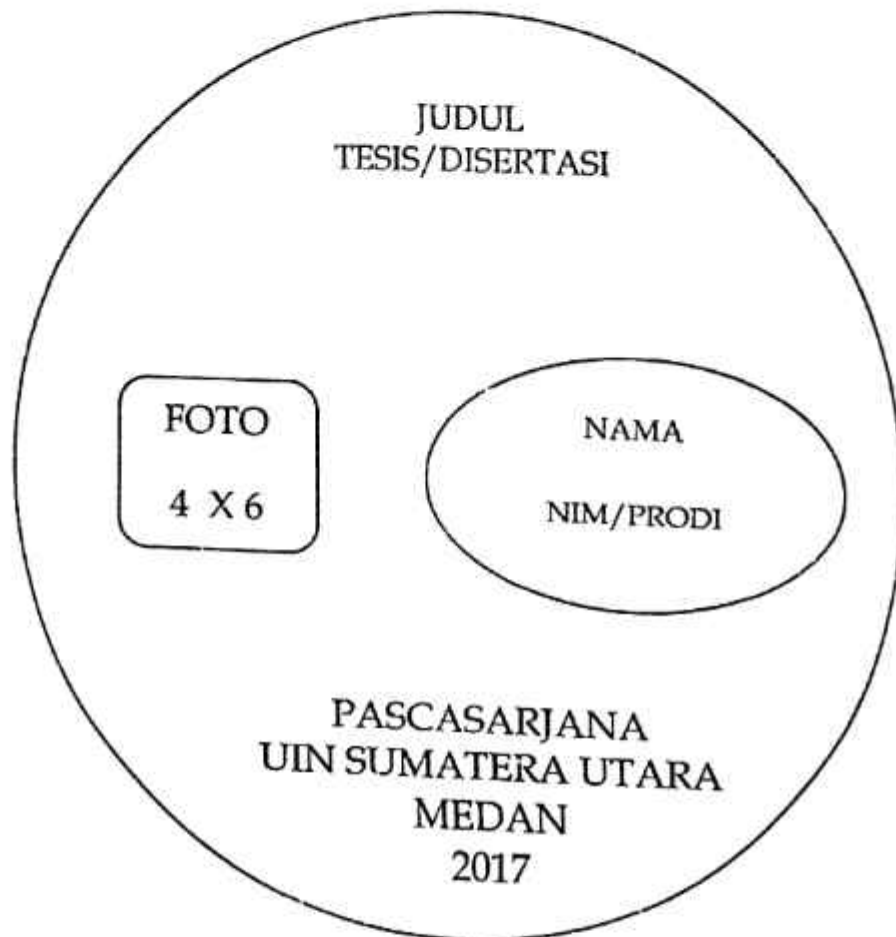 JUDUL
TESIS/DISERTASI
FOTO
4 X 6
NAMA
NIM/PRODI
PASCASARJANA
UIN SUMATERA UTARA
MEDAN
2017